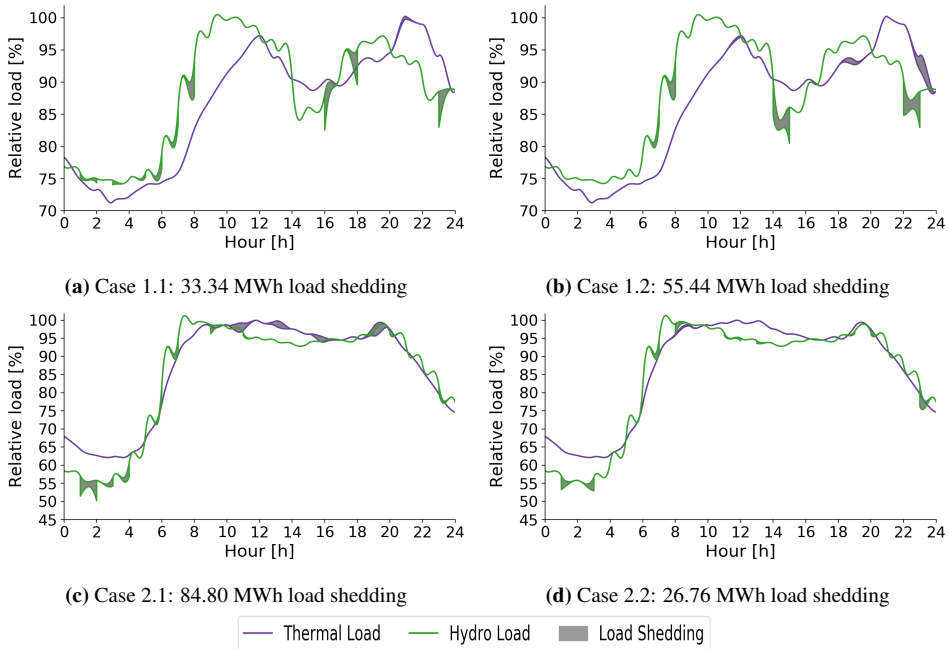 100
95
90
85
80
75
70
Relative load [%]
0 2 4 6 8 10 12 14 16 18 20 22 24
Hour [h]
(a) Case 1.1: 33.34 MWh load shedding
100
95
90
85
80
75
70
Relative load [%]
0 2 4 6 8 10 12 14 16 18 20 22 24
Hour [h]
(b) Case 1.2: 55.44 MWh load shedding
100
95
90
85
80
75
70
65
60
55
50
45
Relative load [%]
0 2 4 6 8 10 12 14 16 18 20 22 24
Hour [h]
(c) Case 2.1: 84.80 MWh load shedding
100
95
90
85
80
75
70
65
60
55
50
45
Relative load [%]
0 2 4 6 8 10 12 14 16 18 20 22 24
Hour [h]
(d) Case 2.2: 26.76 MWh load shedding
Thermal Load Hydro Load Load Shedding